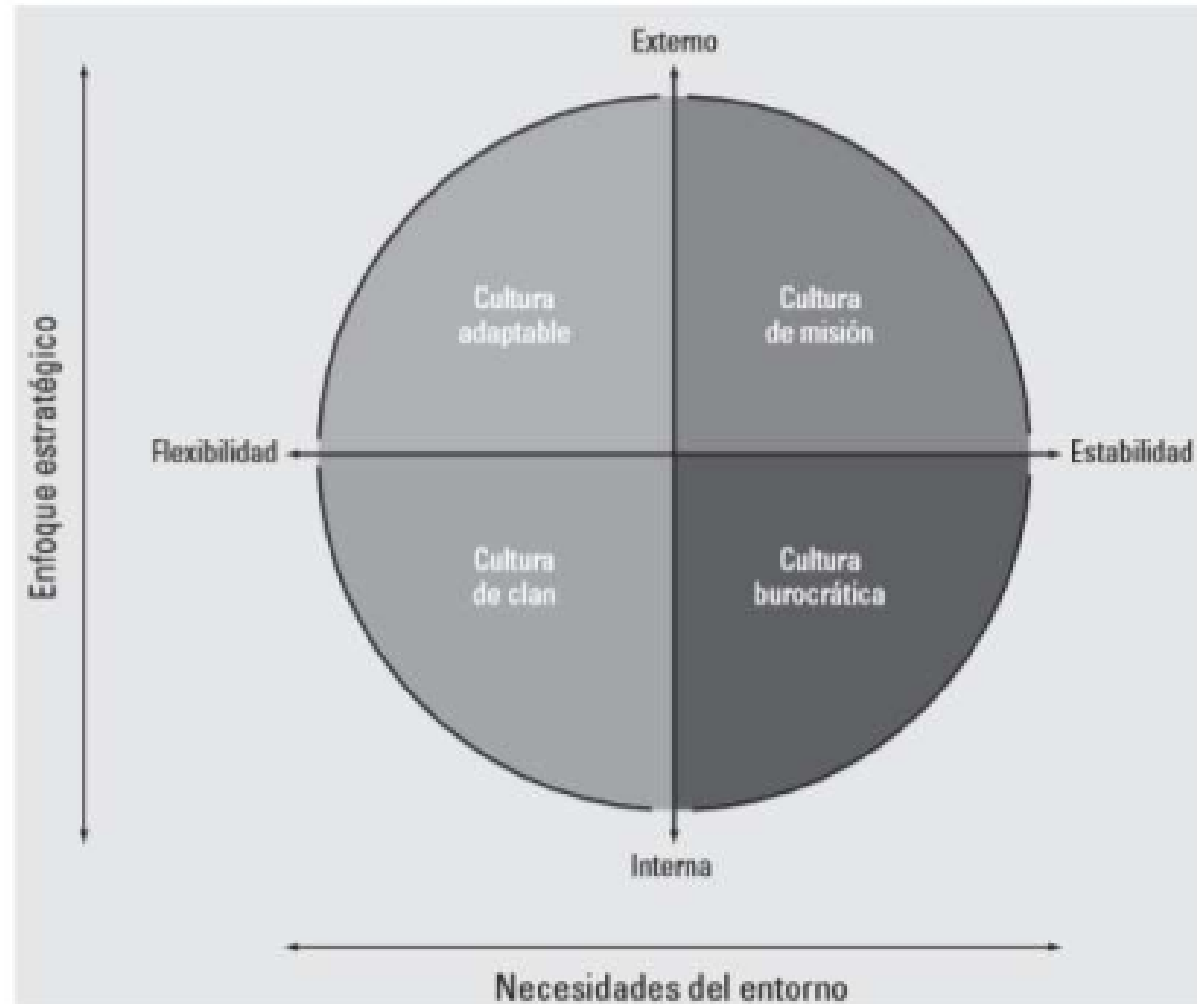 Externo
Enfoque estratégico
Cultura
adaptable
Cultura
de misión
Flexibilidad
Estabilidad
Cultura
de clan
Cultura
burocrática
Interna
Necesidades del entorno